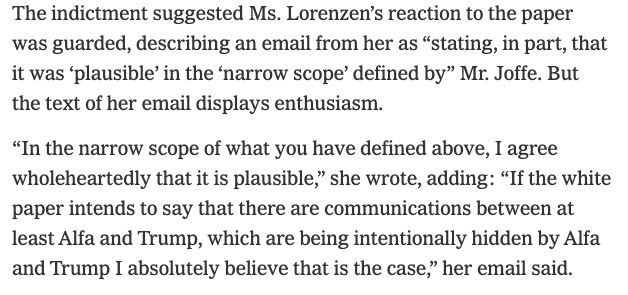 The indictment suggested Ms. Lorenzen’s reaction to the paper
was guarded, describing an email from her as “stating, in part, that
it was ‘plausible’ in the ‘narrow scope’ defined by” Mr. Joffe. But
the text of her email displays enthusiasm.
“In the narrow scope of what you have defined above, I agree
wholeheartedly that it is plausible,” she wrote, adding: “If the white
paper intends to say that there are communications between at
least Alfa and Trump, which are being intentionally hidden by Alfa
and Trump I absolutely believe that is the case,” her email said.